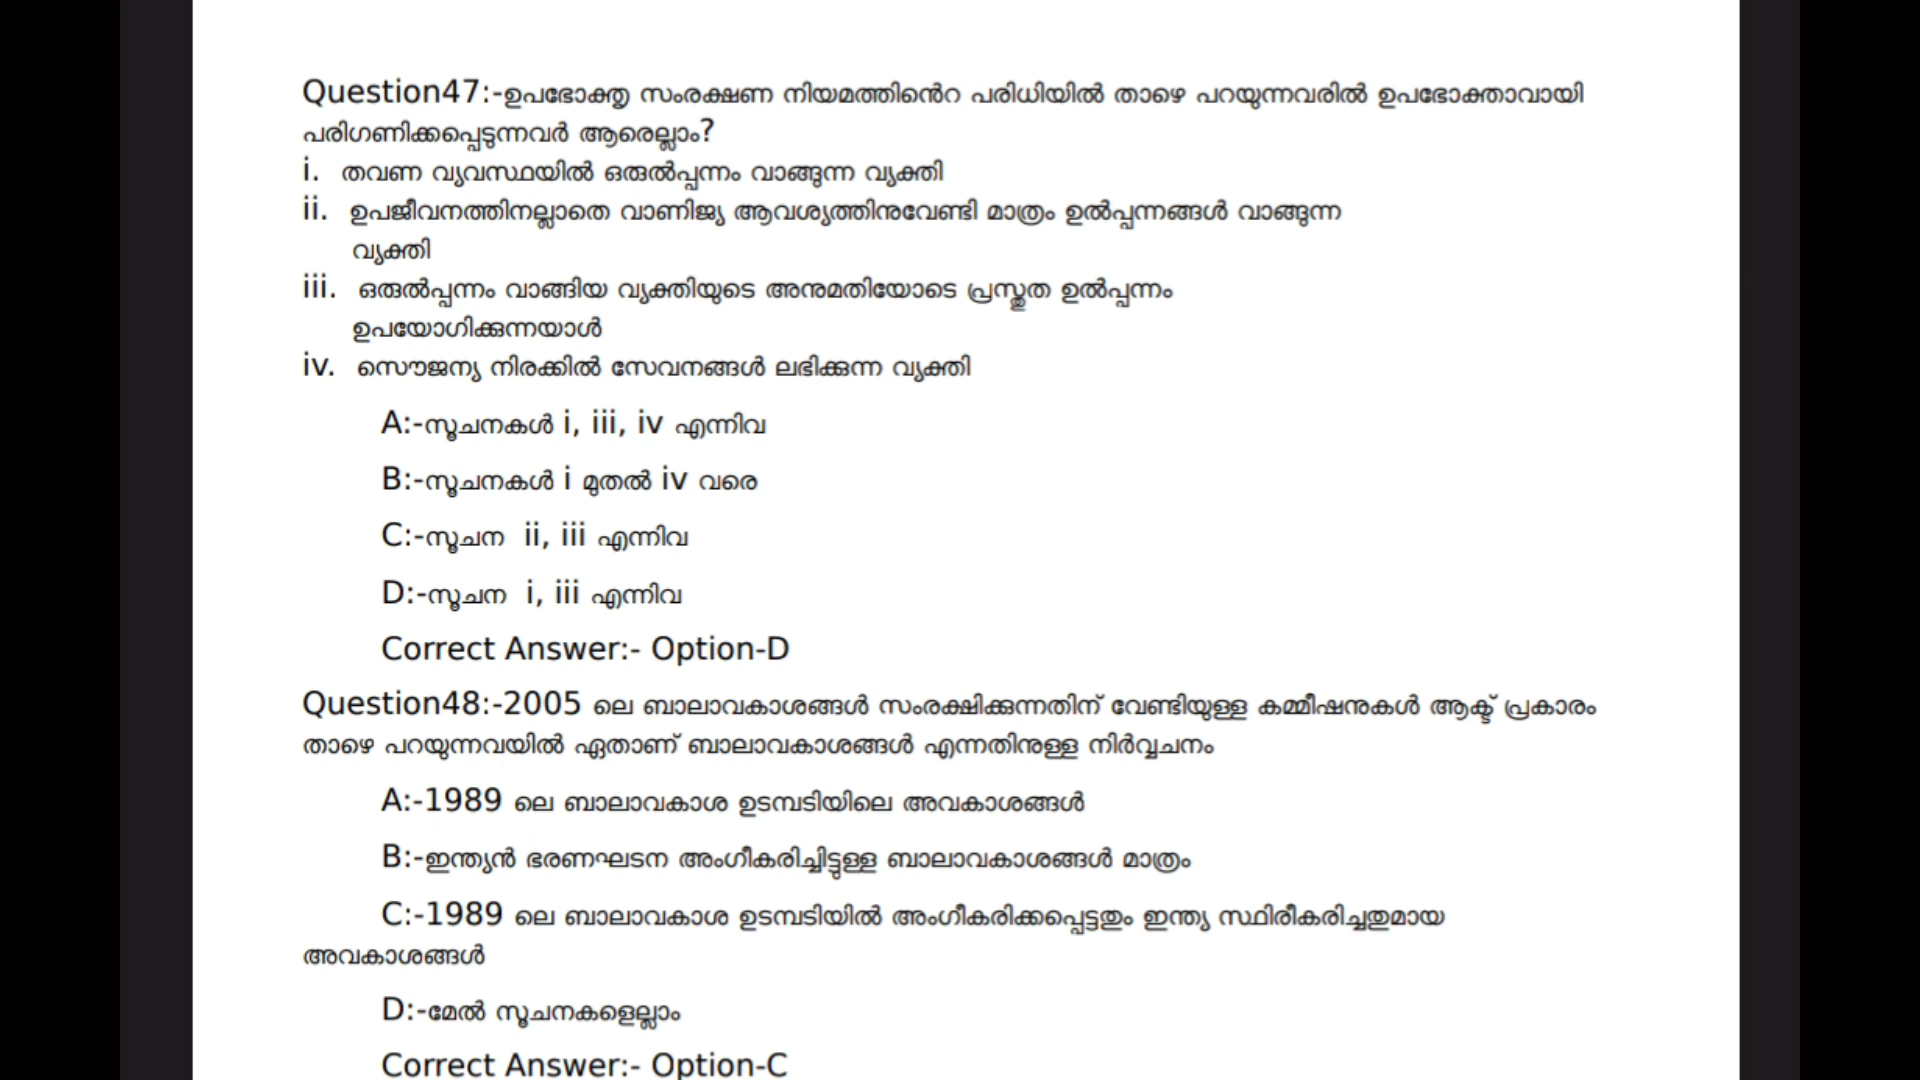 Question47:-ഉപഭോക്തൃ സംരക്ഷണ നിയമത്തിൻെറ പരിധിയിൽ താഴെ പറയുന്നവരിൽ ഉപഭോക്താവായി
പരിഗണിക്കപ്പെടുന്നവർ ആരെല്ലാം?
i. തവണ വ്യവസ്ഥയിൽ ഒരുൽപ്പന്നം വാങ്ങുന്ന വ്യക്തി
ii. ഉപജീവനത്തിനല്ലാതെ വാണിജ്യ ആവശ്യത്തിനുവേണ്ടി മാത്രം ഉൽപ്പന്നങ്ങൾ വാങ്ങുന്ന
വ്യക്തി
iii. ഒരുൽപ്പന്നം വാങ്ങിയ വ്യക്തിയുടെ അനുമതിയോടെ പ്രസ്തുത ഉൽപ്പന്നം
ഉപയോഗിക്കുന്നയാൾ
iv. സൌജന്യ നിരക്കിൽ സേവനങ്ങൾ ലഭിക്കുന്ന വ്യക്തി
A:-സൂചനകൾ i, iii, iv എന്നിവ
B:-സൂചനകൾ i മുതൽ iv വരെ
C:-സൂചന ii, iii എന്നിവ
D:-സൂചന i, iii എന്നിവ
Correct Answer:- Option-D
Question48:-2005 ലെ ബാലാവകാശങ്ങൾ സംരക്ഷിക്കുന്നതിന് വേണ്ടിയുള്ള കമ്മീഷനുകൾ ആക്ട് പ്രകാരം
താഴെ പറയുന്നവയിൽ ഏതാണ് ബാലാവകാശങ്ങൾ എന്നതിനുള്ള നിർവ്വചനം
A:-1989 ലെ ബാലാവകാശ ഉടമ്പടിയിലെ അവകാശങ്ങൾ
B:-ഇന്ത്യൻ ഭരണഘടന അംഗീകരിച്ചിട്ടുള്ള ബാലാവകാശങ്ങൾ മാത്രം
C:-1989 ലെ ബാലാവകാശ ഉടമ്പടിയിൽ അംഗീകരിക്കപ്പെട്ടതും ഇന്ത്യ സ്ഥിരീകരിച്ചതുമായ
അവകാശങ്ങൾ
D:-മേൽ സൂചനകളെല്ലാം
Correct Answer:- Option-C